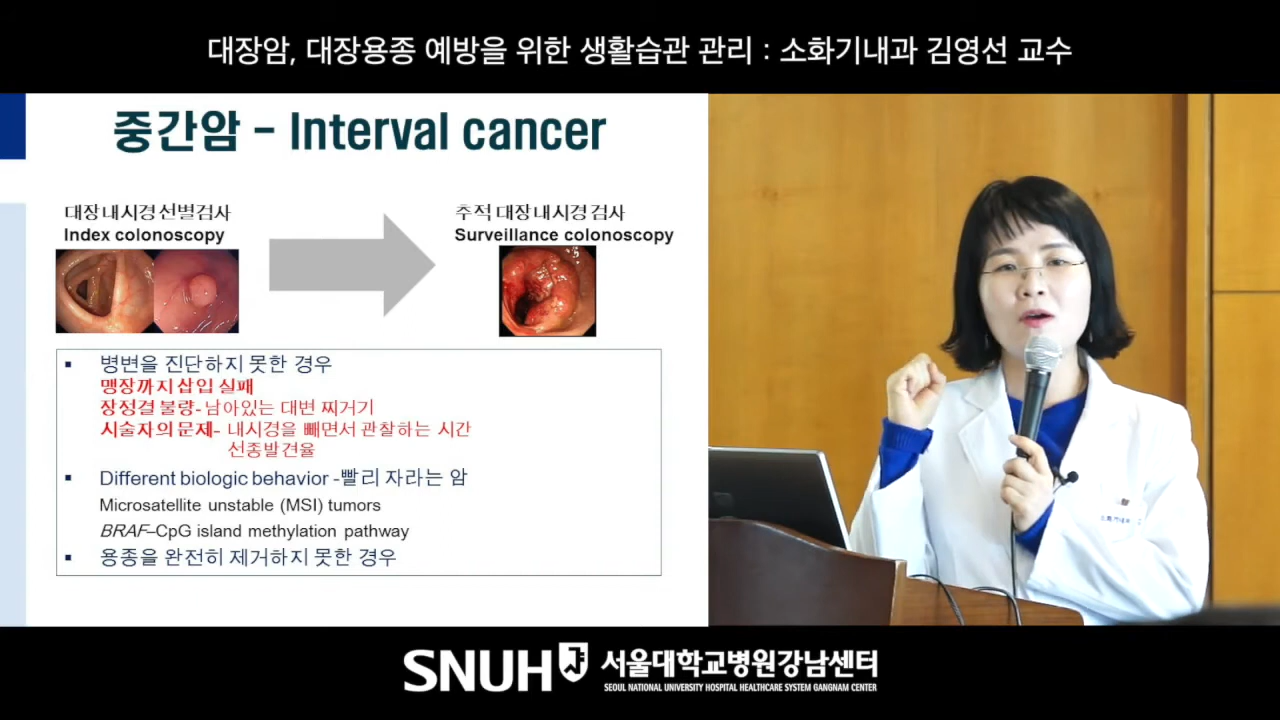 대장암, 대장용종 예방을 위한 생활습관 관리 : 소화기내과 김영선 교수
중간암 – Interval cancer
대장내시경 선별검사
Index colonoscopy
추적 대장내시경 검사
Surveillance colonoscopy
▪ 병변을 진단하지 못한 경우
맹장까지 삽입 실패
장정결 불량- 남아있는 대변 찌거기
시술자의 문제– 내시경을 빼면서 관찰하는 시간
선종발견율
▪ Different biologic behavior -빨리 자라는 암
Microsatellite unstable (MSI) tumors
BRAF–CpG island methylation pathway
▪ 용종을 완전히 제거하지 못한 경우
SNUH 서울대학교병원강남센터
SEOUL NATIONAL UNIVERSITY HOSPITAL HEALTHCARE SYSTEM GANGNAM CENTER